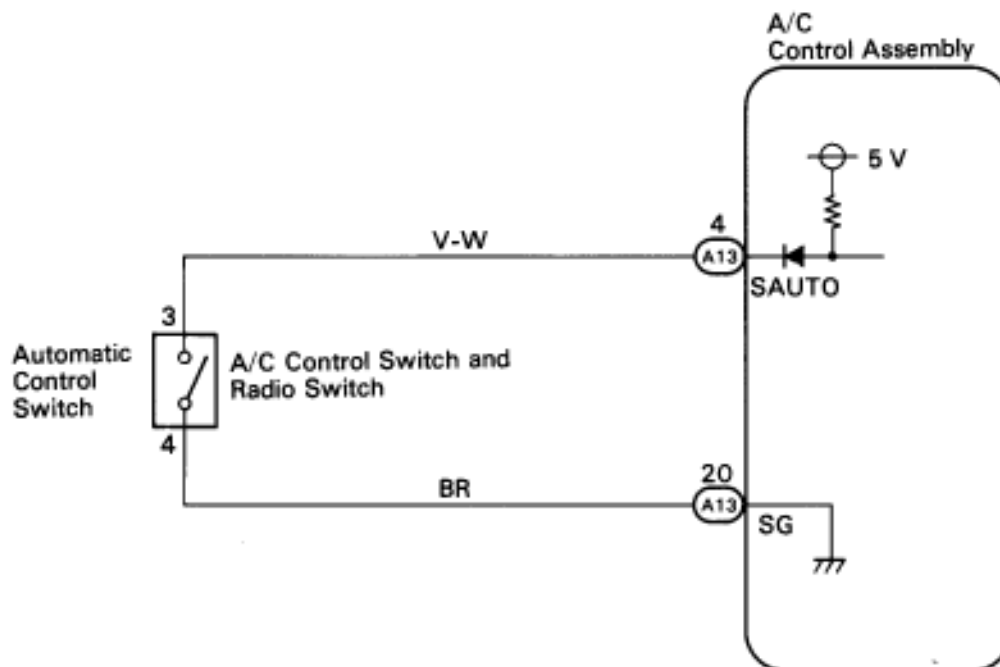 A/C
Control Assembly
5 V
4
V-W
A13
SAUTO
3
Automatic
Control
Switch
A/C Control Switch and
Radio Switch
4
20
BR
A13
SG